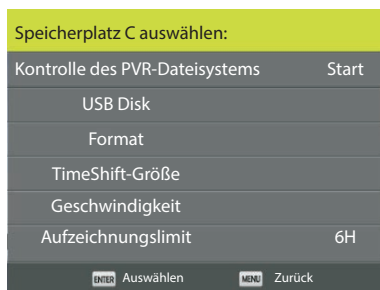 Speicherplatz C auswählen:
Kontrolle des PVR-Dateisystems Start
USB Disk
Format
TimeShift-Größe
Geschwindigkeit
Aufzeichnungslimit 6H
ENTER Auswählen MENU Zurück